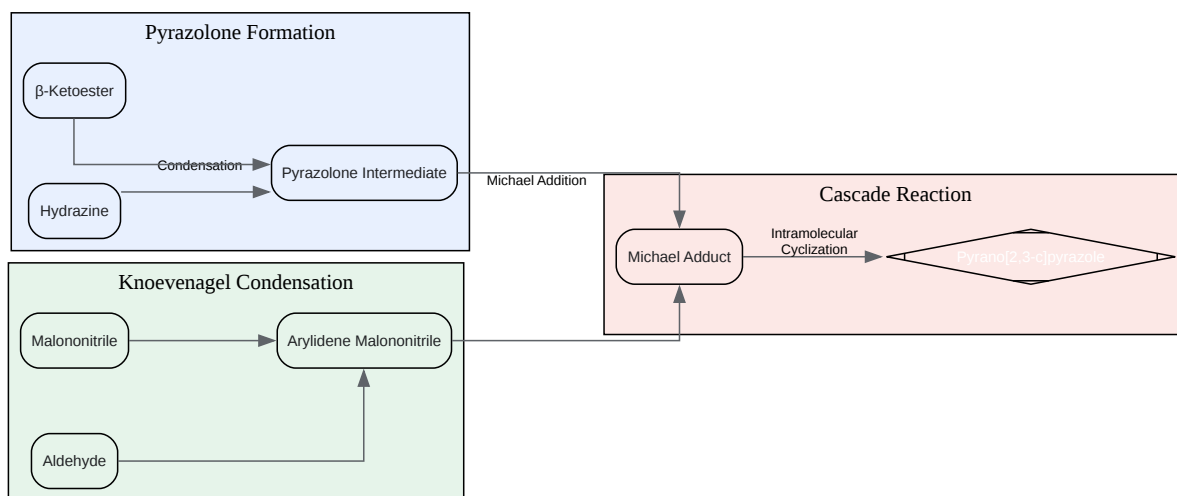 Pyrazolone Formation
β-Ketoester
Condensation
Pyrazolone Intermediate
Hydrazine
Michael Addition
Cascade Reaction
Michael Adduct
Intramolecular
Cyclization
Pyrano[2,3-c]pyrazole
Knoevenagel Condensation
Malononitrile
Arylidene Malononitrile
Aldehyde